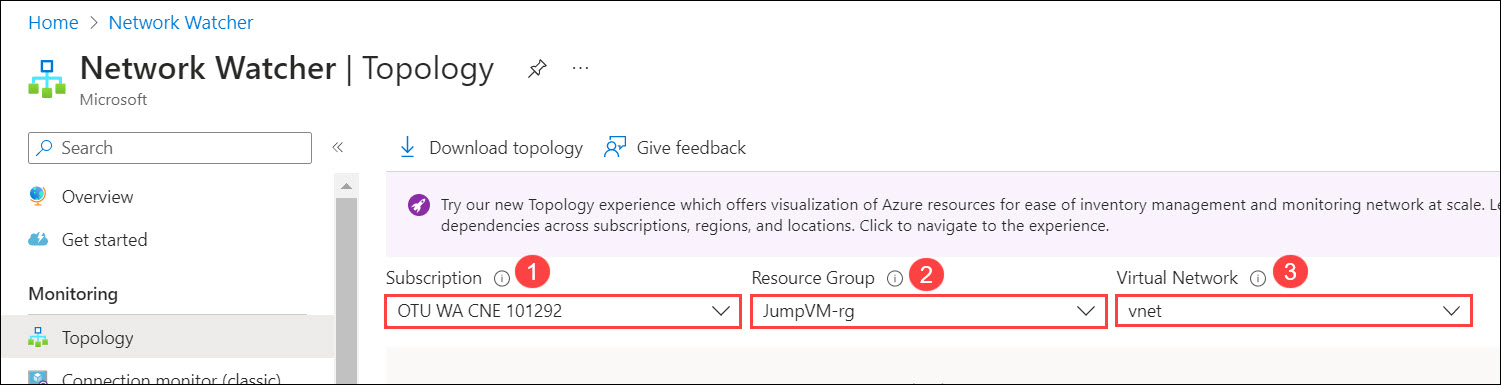 Home > Network Watcher
Network Watcher | Topology ...
Microsoft
Search
«
Download topology
Give feedback
Overview
Get started
Monitoring
Topology
Connection monitor (classic)
Try our new Topology experience which offers visualization of Azure resources for ease of inventory management and monitoring network at scale.
dependencies across subscriptions, regions, and locations. Click to navigate to the experience.
Subscription 1
OTU WA CNE 101292
Resource Group 2
JumpVM-rg
Virtual Network 3
vnet